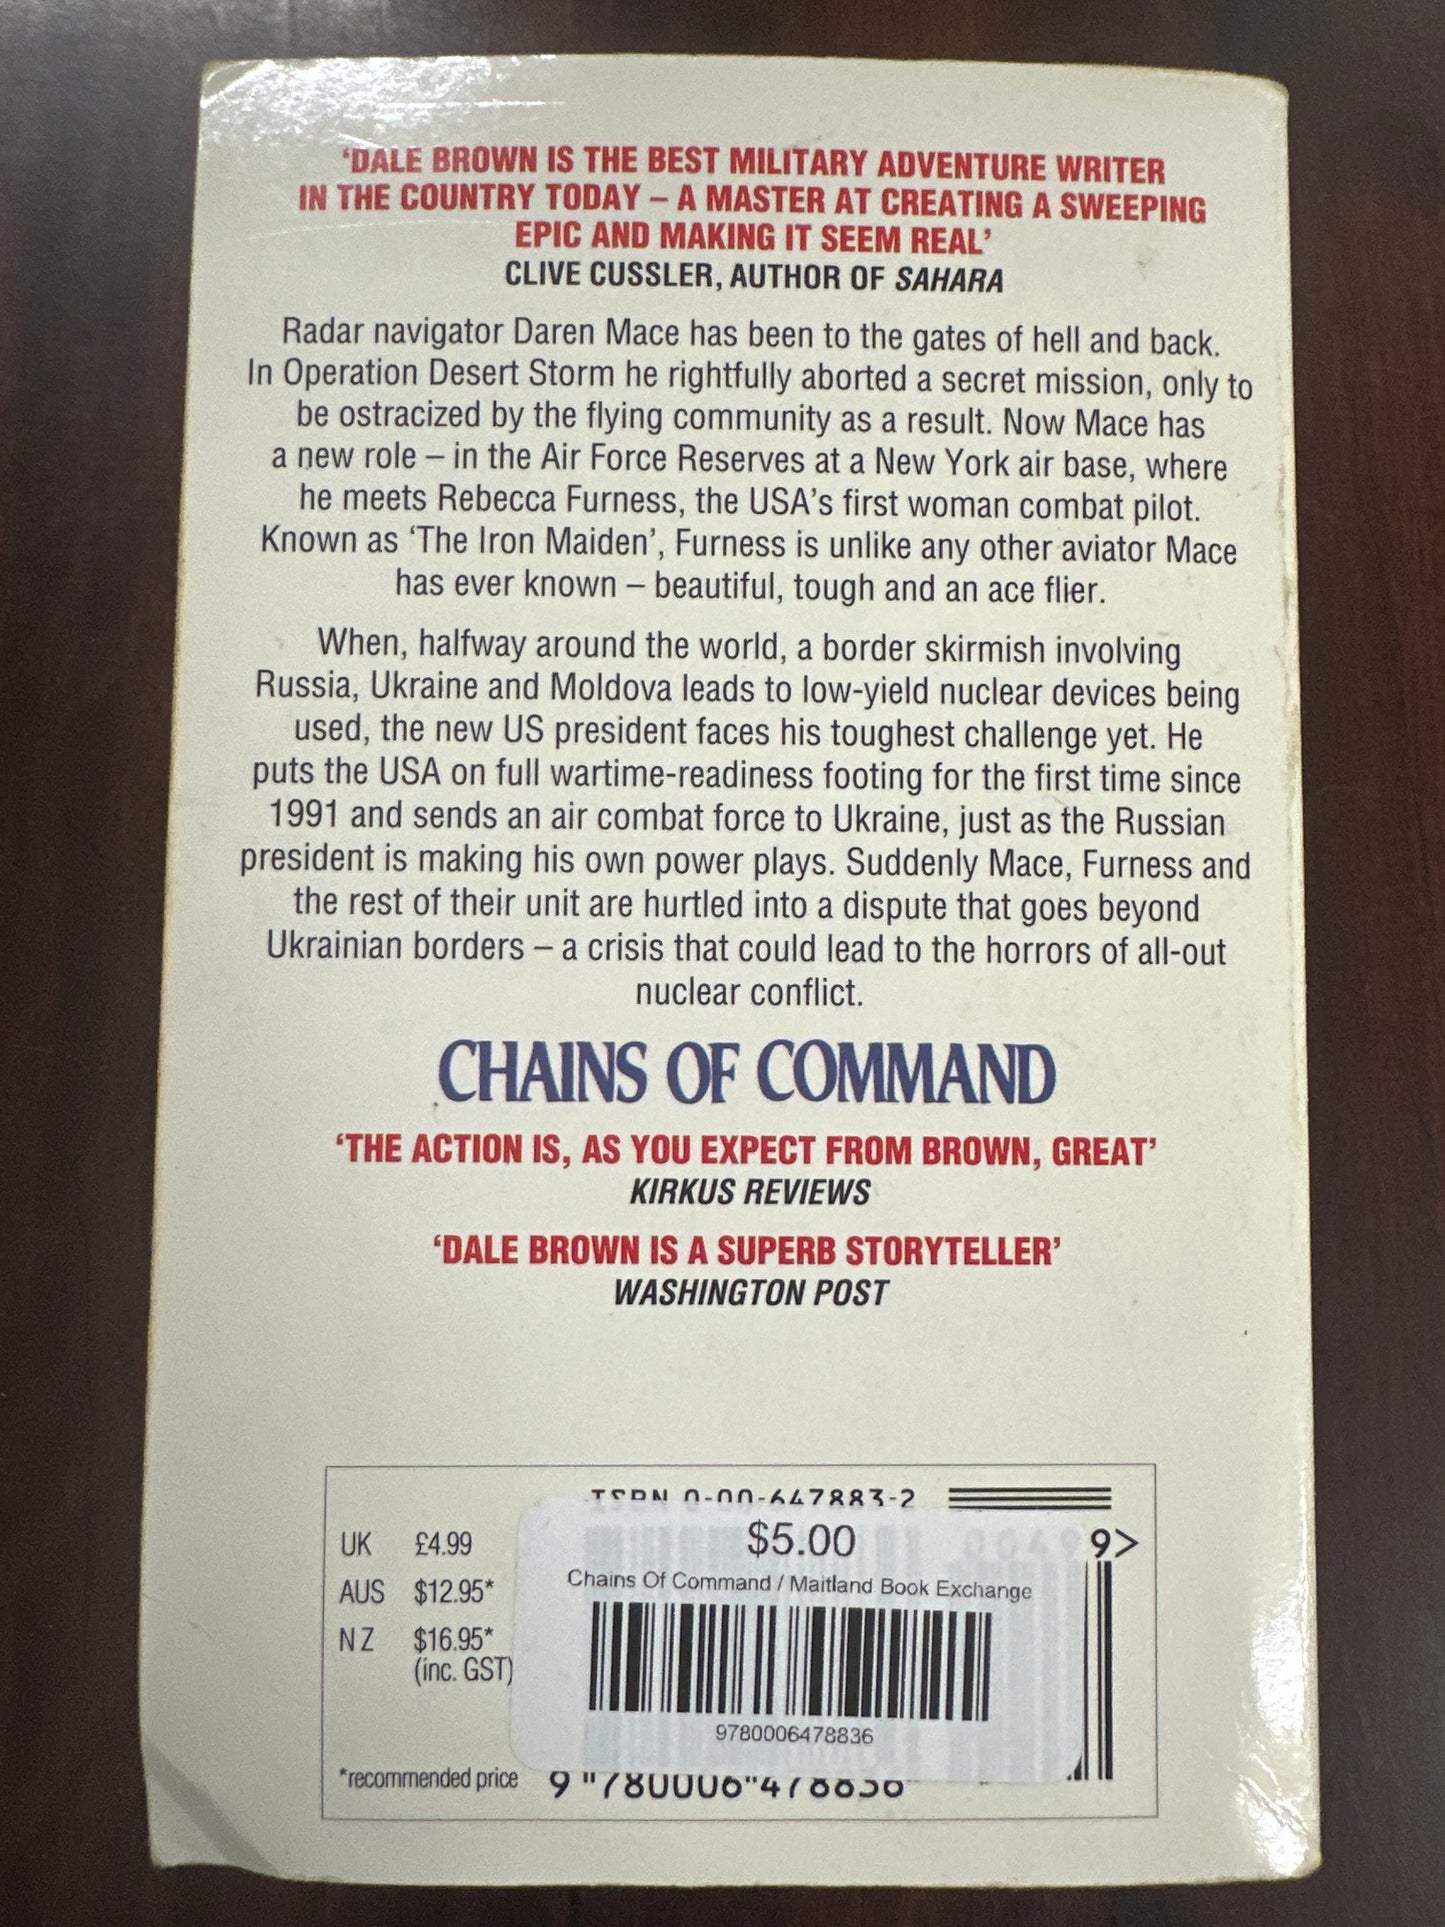 ‘DALE BROWN IS THE BEST MILITARY ADVENTURE WRITER
IN THE COUNTRY TODAY – A MASTER AT CREATING A SWEEPING
EPIC AND MAKING IT SEEM REAL’
CLIVE CUSSLER, AUTHOR OF SAHARA
Radar navigator Daren Mace has been to the gates of hell and back.
In Operation Desert Storm he rightfully aborted a secret mission, only to
be ostracized by the flying community as a result. Now Mace has
a new role – in the Air Force Reserves at a New York air base, where
he meets Rebecca Furness, the USA’s first woman combat pilot.
Known as ‘The Iron Maiden’, Furness is unlike any other aviator Mace
has ever known – beautiful, tough and an ace flier.
When, halfway around the world, a border skirmish involving
Russia, Ukraine and Moldova leads to low-yield nuclear devices being
used, the new US president faces his toughest challenge yet. He
puts the USA on full wartime-readiness footing for the first time since
1991 and sends an air combat force to Ukraine, just as the Russian
president is making his own power plays. Suddenly Mace, Furness and
the rest of their unit are hurtled into a dispute that goes beyond
Ukrainian borders – a crisis that could lead to the horrors of all-out
nuclear conflict.
CHAINS OF COMMAND
‘THE ACTION IS, AS YOU EXPECT FROM BROWN, GREAT’
KIRKUS REVIEWS
‘DALE BROWN IS A SUPERB STORYTELLER’
WASHINGTON POST
ISBN 0-00-647883-2
UK £4.99
AUS $12.95*
NZ $16.95*
(inc. GST)
*recommended price
$5.00
Chains Of Command / Maitland Book Exchange
9780006478836
00499>
9 "780006"478836"